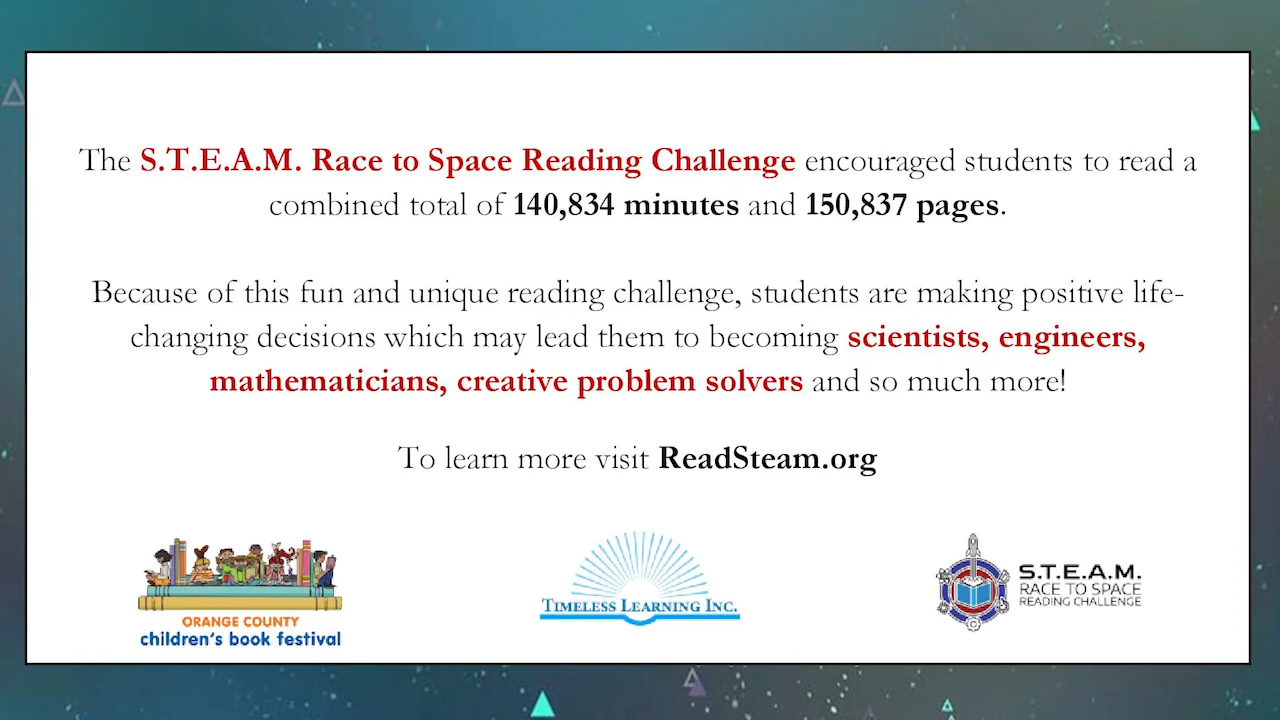 The S.T.E.A.M. Race to Space Reading Challenge encouraged students to read a
combined total of 140,834 minutes and 150,837 pages.
Because of this fun and unique reading challenge, students are making positive life-
changing decisions which may lead them to becoming scientists, engineers,
mathematicians, creative problem solvers and so much more!
To learn more visit ReadSteam.org
ORANGE COUNTY
children's book festival
TIMELESS LEARNING INC.
S.T.E.A.M.
RACE TO SPACE
READING CHALLENGE